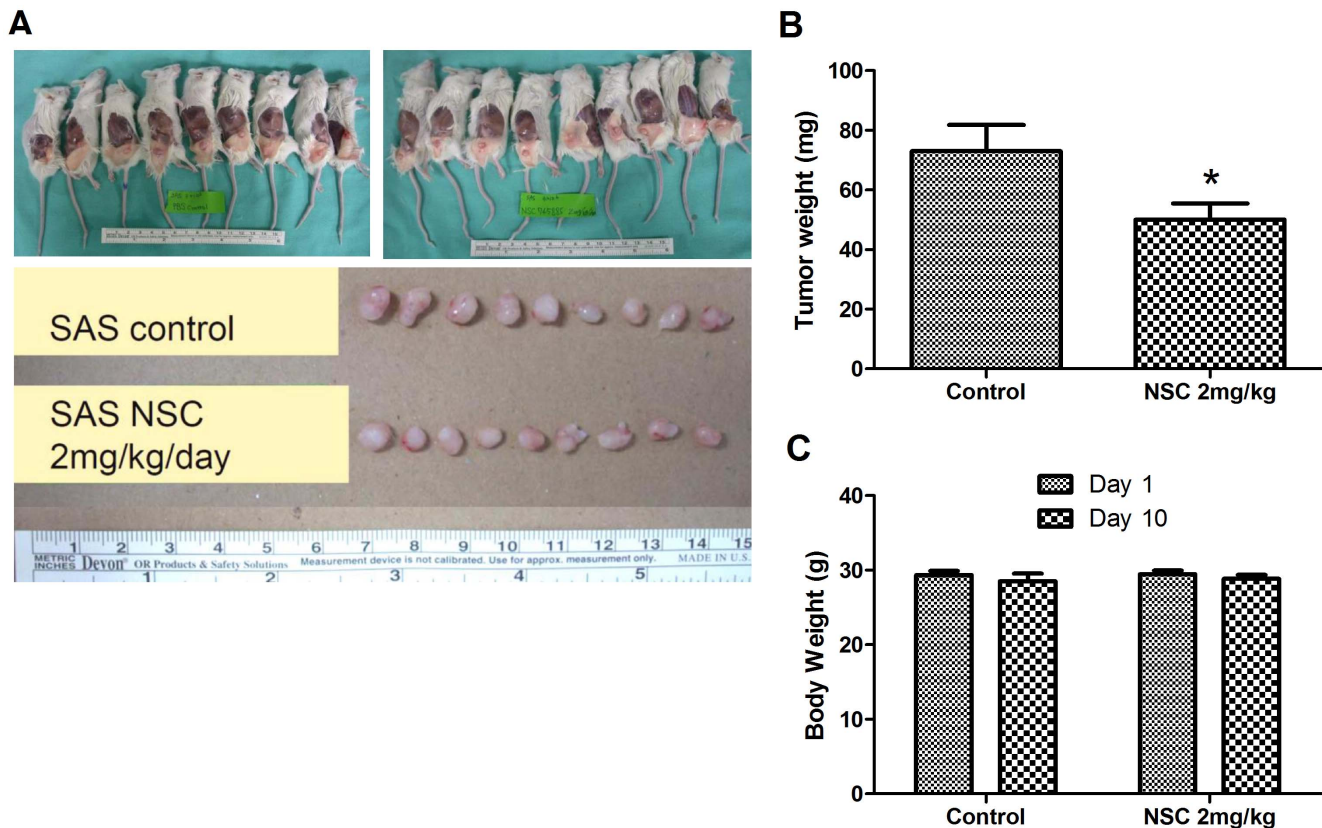 A
SAS control
SAS NSC
2mg/kg/day
1 2 3 4 5 6 7 8 9 10 11 12 13 14 15
METRIC
INCHES Devon® OR Products & Safety Solutions Measurement device is not calibrated. Use for approx. measurement only. MADE IN U.S.
1 2 3 4 5
B
Tumor weight (mg)
100
80
60
40
20
0
*
Control NSC 2mg/kg
C
Body Weight (g)
Day 1
Day 10
40
30
20
10
0
Control NSC 2mg/kg